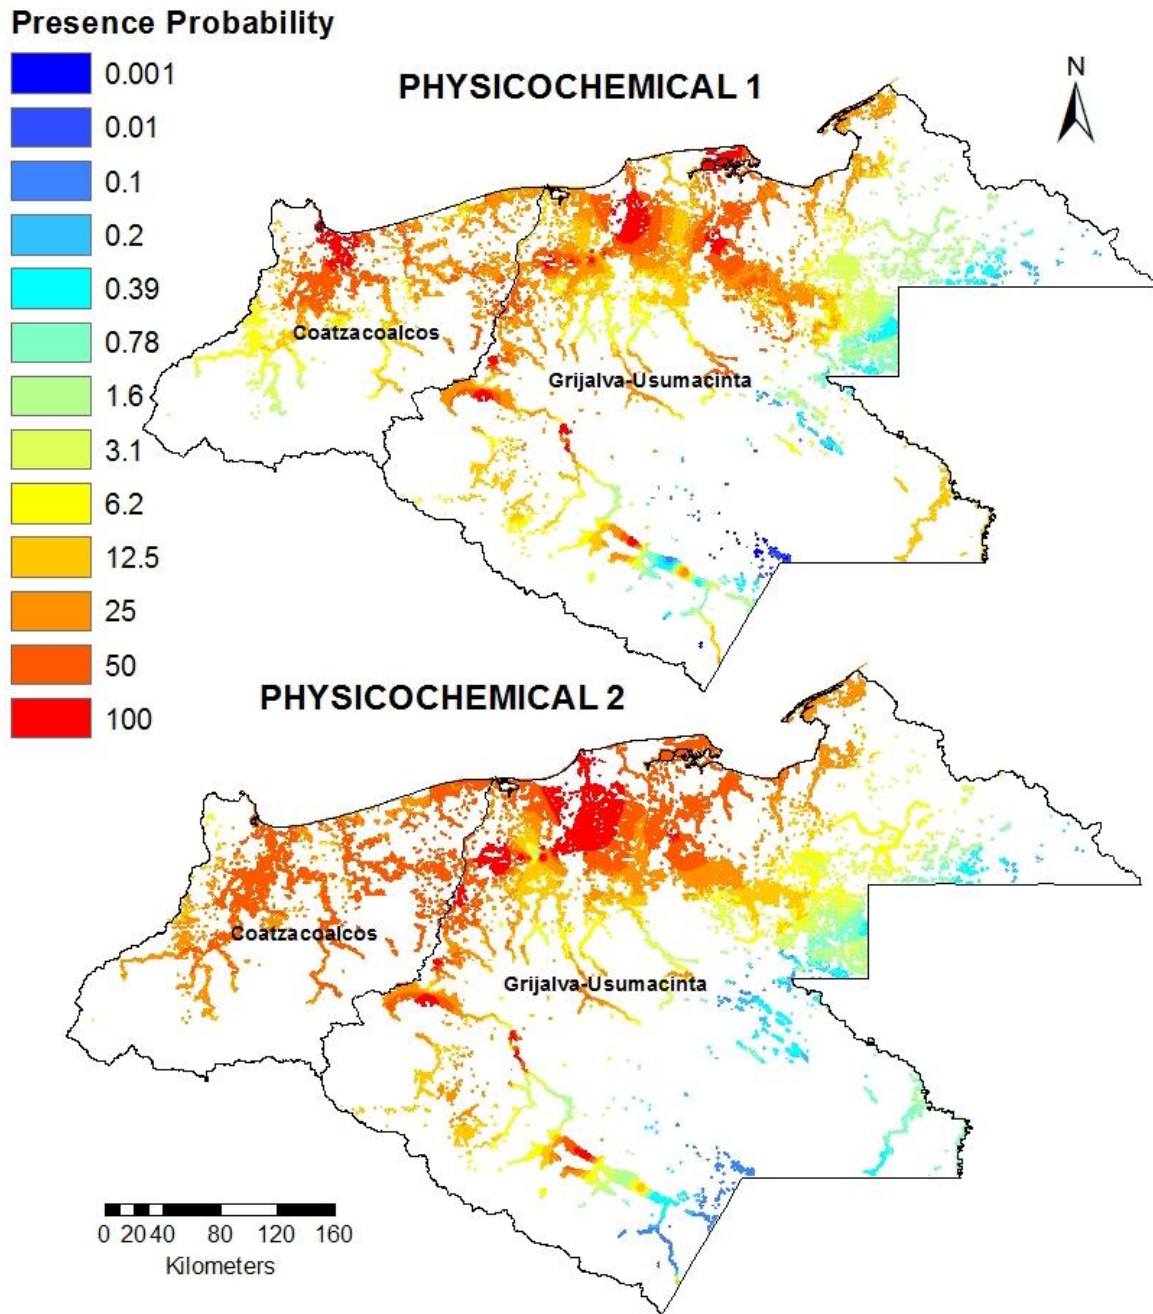 Presence Probability
0.001
0.01
0.1
0.2
0.39
0.78
1.6
3.1
6.2
12.5
25
50
100
PHYSICOCHEMICAL 1
N
Coatzacoalcos
Grijalva-Usumacinta
PHYSICOCHEMICAL 2
Coatzacoalcos
Grijalva-Usumacinta
0 20 40 80 120 160
Kilometers